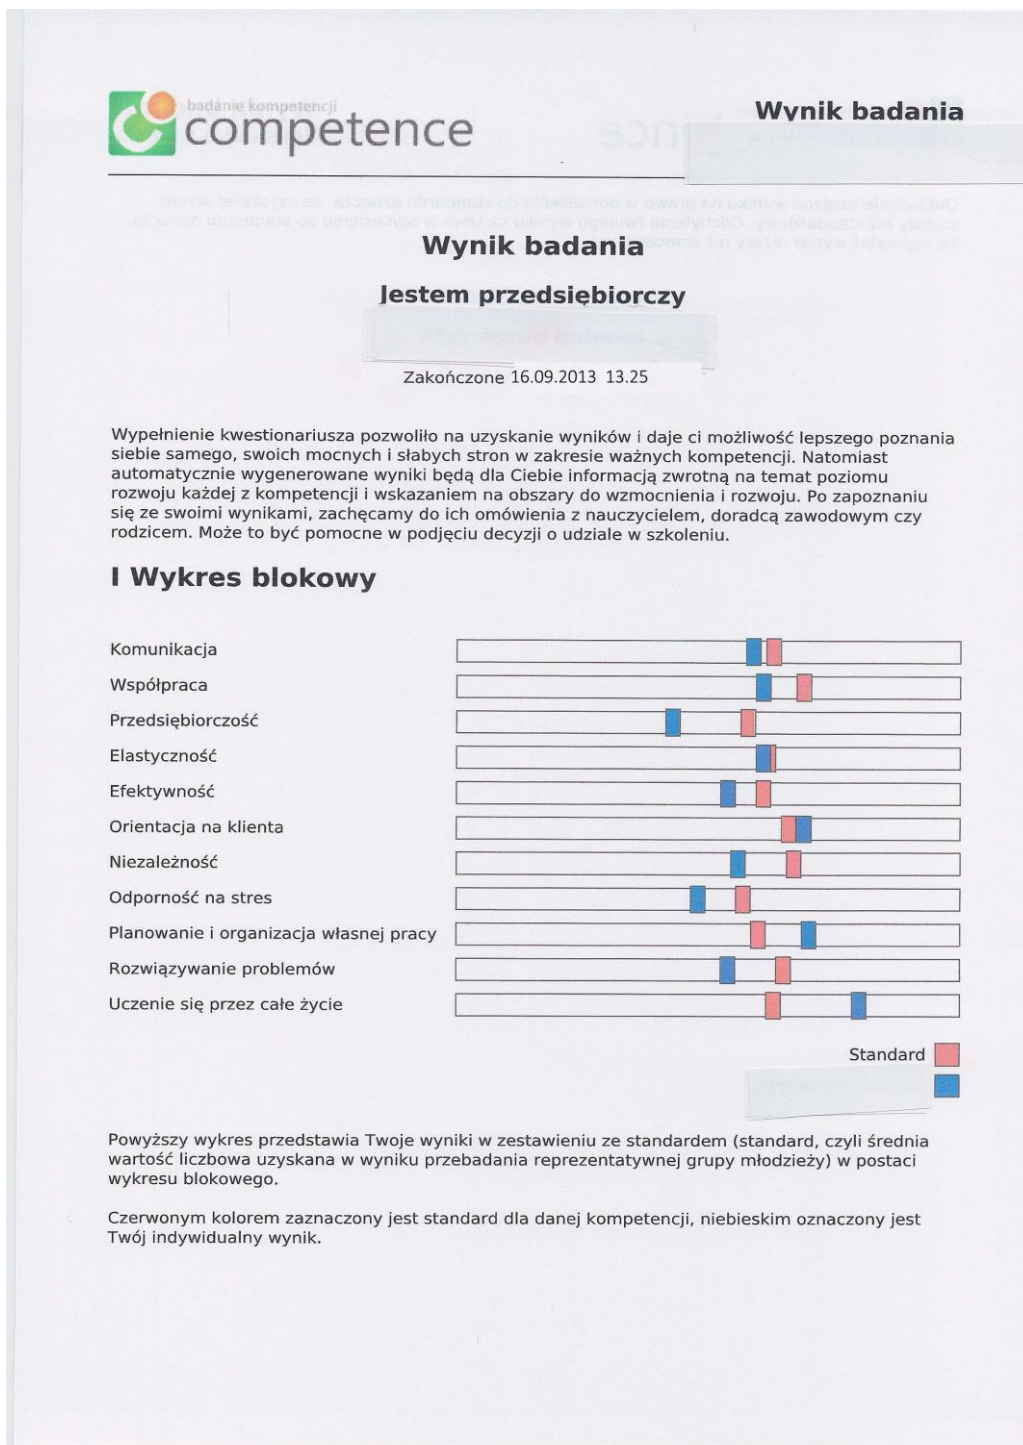 badanie kompetencji
competence
Wynik badania
Wynik badania
Jestem przedsiębiorczy
Zakończone 16.09.2013 13.25
Wypełnienie kwestionariusza pozwoliło na uzyskanie wyników i daje ci możliwość lepszego poznania
siebie samego, swoich mocnych i słabych stron w zakresie ważnych kompetencji. Natomiast
automatycznie wygenerowane wyniki będą dla Ciebie informacją zwrotną na temat poziomu
rozwoju każdej z kompetencji i wskazaniem na obszary do wzmocnienia i rozwoju. Po zapoznaniu
się ze swoimi wynikami, zachęcamy do ich omówienia z nauczycielem, doradcą zawodowym czy
rodzicem. Może to być pomocne w podjęciu decyzji o udziale w szkoleniu.
I Wykres blokowy
Komunikacja
Współpraca
Przedsiębiorczość
Elastyczność
Efektywność
Orientacja na klienta
Niezależność
Odporność na stres
Planowanie i organizacja własnej pracy
Rozwiązywanie problemów
Uczenie się przez całe życie
Standard
Powyższy wykres przedstawia Twoje wyniki w zestawieniu ze standardem (standard, czyli średnia
wartość liczbowa uzyskana w wyniku przebadania reprezentatywnej grupy młodzieży) w postaci
wykresu blokowego.
Czerwonym kolorem zaznaczony jest standard dla danej kompetencji, niebieskim oznaczony jest
Twój indywidualny wynik.